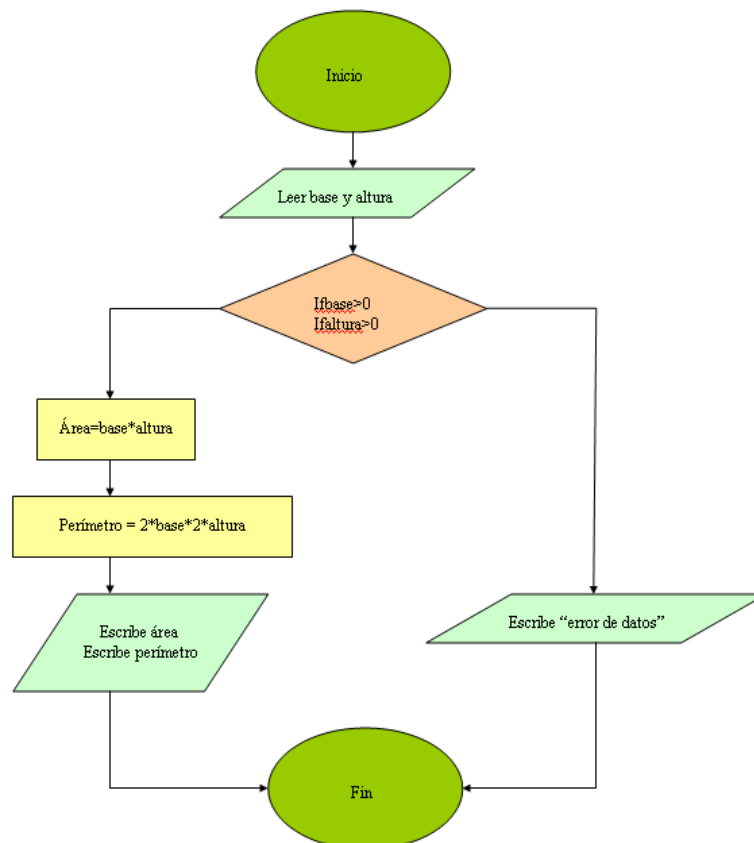 Inicio
Leer base y altura
Ifbase>0
Ifaltura>0
Área=base*altura
Perímetro = 2*base*2*altura
Escribe área
Escribe perímetro
Escribe “error de datos”
Fin